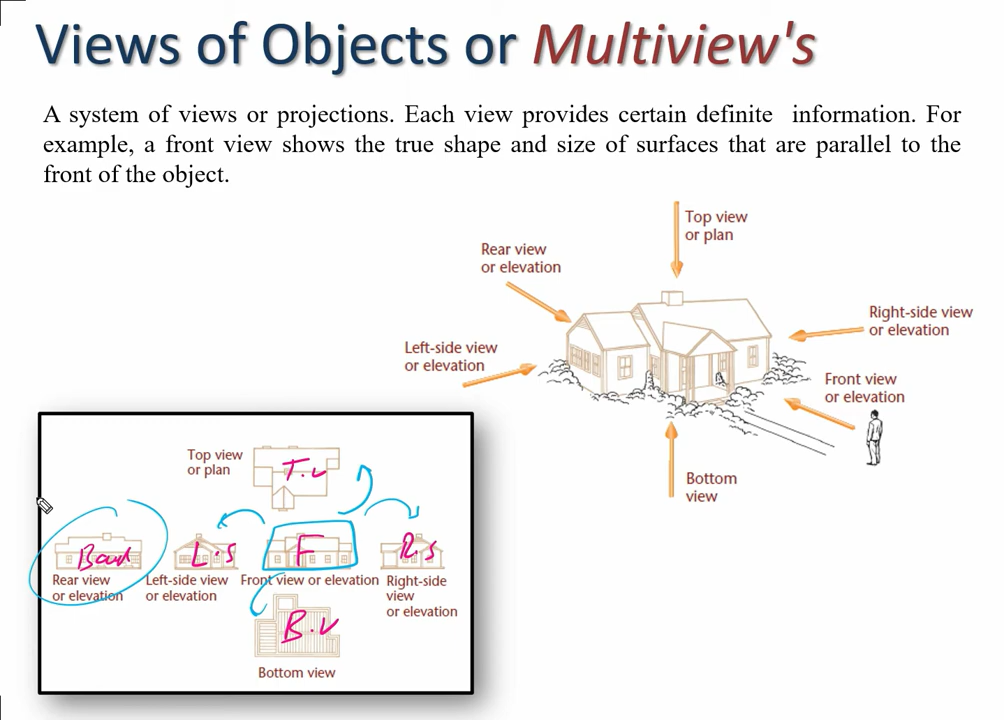 Views of Objects or Multiview's
A system of views or projections. Each view provides certain definite information. For
example, a front view shows the true shape and size of surfaces that are parallel to the
front of the object.
Top view
or plan
Rear view
or elevation
Right-side view
or elevation
Left-side view
or elevation
Front view
or elevation
Bottom
view
Top view
or plan
T.v
L.S
F
R.S
Rear view
or elevation
Left-side view
or elevation
Front view or elevation
Right-side
view
or elevation
B.v
Bottom view